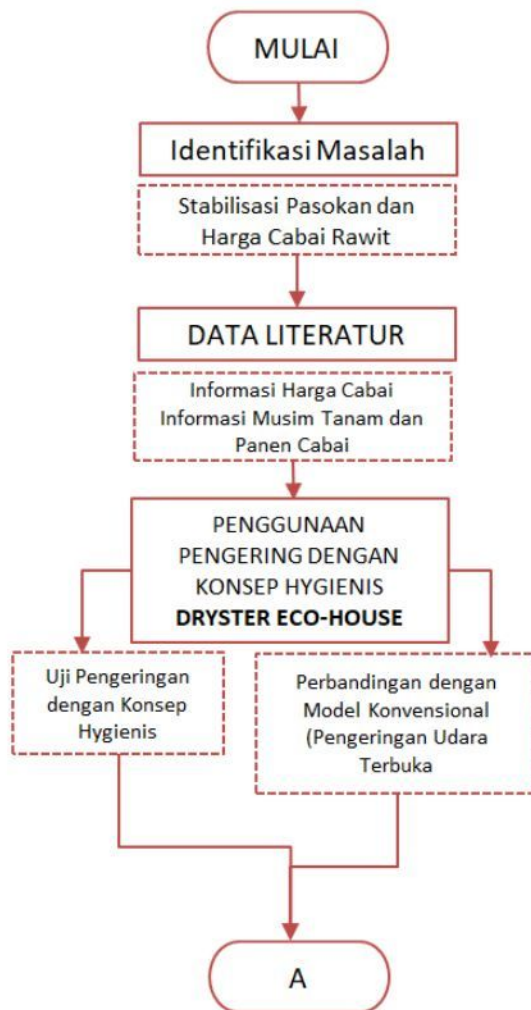 MULAI
Identifikasi Masalah
Stabilisasi Pasokan dan
Harga Cabai Rawit
DATA LITERATUR
Informasi Harga Cabai
Informasi Musim Tanam dan
Panen Cabai
PENGGUNAAN
PENGERING DENGAN
KONSEP HYGIENIS
DRYSTER ECO-HOUSE
Uji Pengeringan
dengan Konsep
Hygienis
Perbandingan dengan
Model Konvensional
(Pengeringan Udara
Terbuka
A